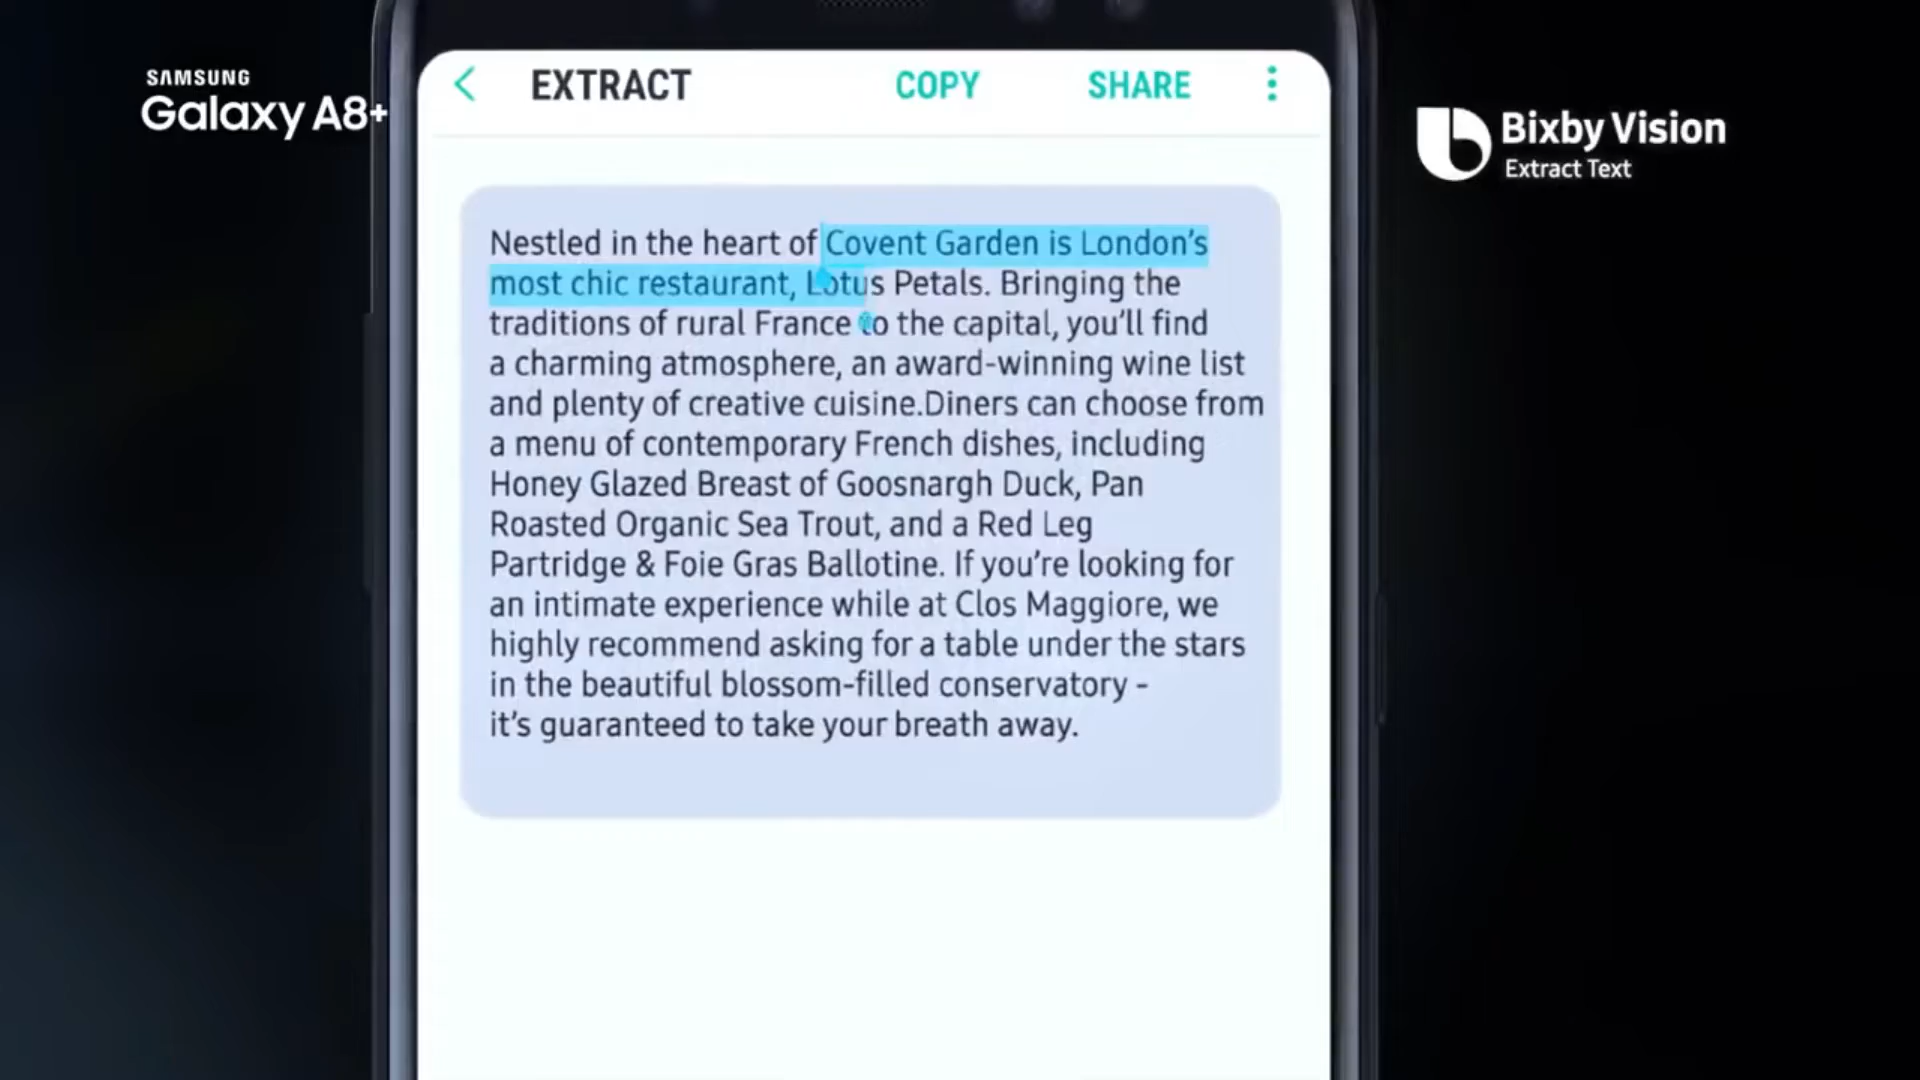 SAMSUNG
Galaxy A8+
EXTRACT
COPY
SHARE
Bixby Vision
Extract Text
Nestled in the heart of Covent Garden is London's
most chic restaurant, Lotus Petals. Bringing the
traditions of rural France to the capital, you'll find
a charming atmosphere, an award-winning wine list
and plenty of creative cuisine.Diners can choose from
a menu of contemporary French dishes, including
Honey Glazed Breast of Goosnargh Duck, Pan
Roasted Organic Sea Trout, and a Red Leg
Partridge & Foie Gras Ballotine. If you're looking for
an intimate experience while at Clos Maggiore, we
highly recommend asking for a table under the stars
in the beautiful blossom-filled conservatory -
it's guaranteed to take your breath away.